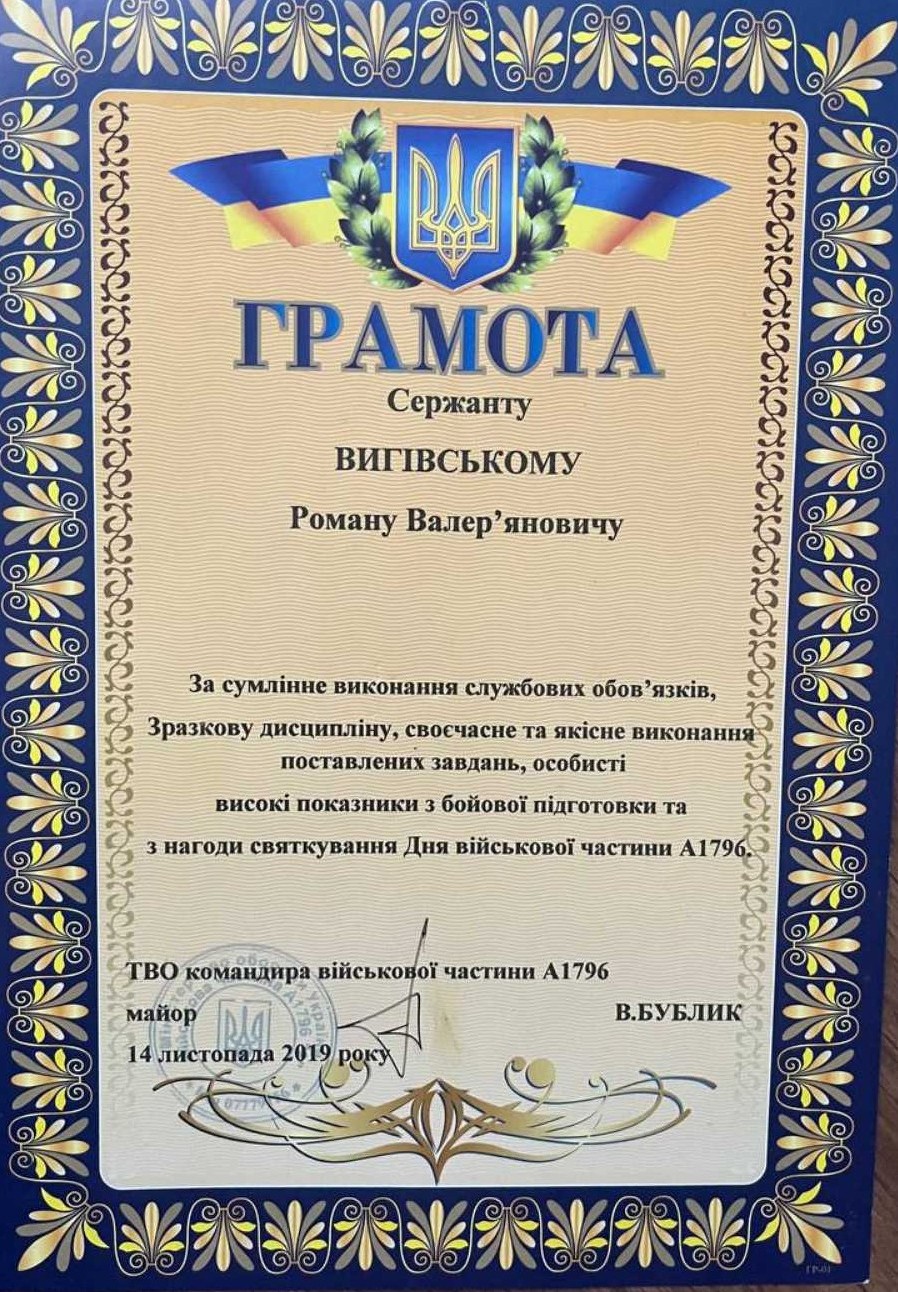 ГРАМОТА
Сержанту
ВИГІВСЬКОМУ
Роману Валер’яновичу
За сумлінне виконання службових обов’язків,
Зразкову дисципліну, своєчасне та якісне виконання
поставлених завдань, особисті
високі показники з бойової підготовки та
з нагоди святкування Дня військової частини А1796.
ТВО командира військової частини А1796
майор В.БУБЛИК
14 листопада 2019 року
ГР-01